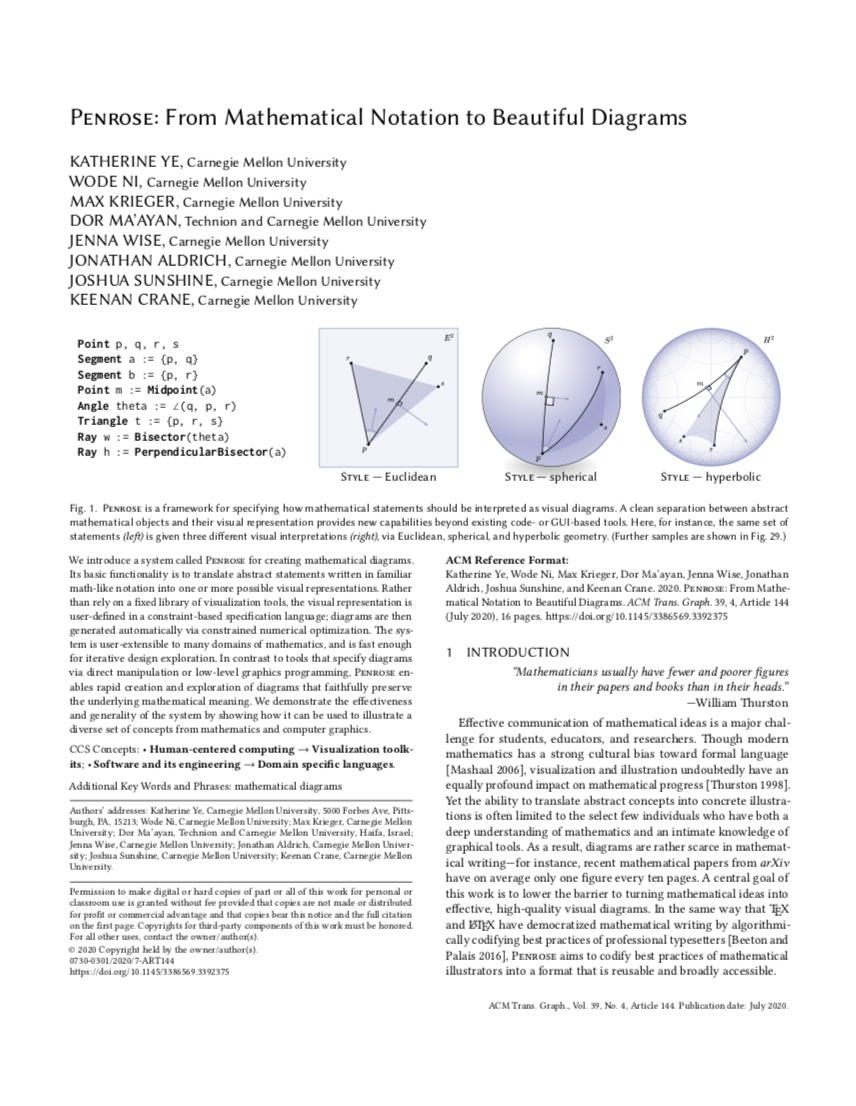 PENROSE: From Mathematical Notation to Beautiful Diagrams
KATHERINE YE, Carnegie Mellon University
WODE NI, Carnegie Mellon University
MAX KRIEGER, Carnegie Mellon University
DOR MA'AYAN, Technion and Carnegie Mellon University
JENNA WISE, Carnegie Mellon University
JONATHAN ALDRICH, Carnegie Mellon University
JOSHUA SUNSHINE, Carnegie Mellon University
KEENAN CRANE, Carnegie Mellon University
Point p, q, r, s
Segment a := {p, q}
Segment b := {p, r}
Point m := Midpoint(a)
Angle theta := ∠(q, p, r)
Triangle t := {p, r, s}
Ray w := Bisector(theta)
Ray h := PerpendicularBisector(a)
E²
r
q
s
m
p
STYLE — Euclidean
S²
q
r
m
s
p
STYLE — spherical
H²
p
m
q
s
r
STYLE — hyperbolic
Fig. 1. PENROSE is a framework for specifying how mathematical statements should be interpreted as visual diagrams. A clean separation between abstract
mathematical objects and their visual representation provides new capabilities beyond existing code- or GUI-based tools. Here, for instance, the same set of
statements (left) is given three different visual interpretations (right), via Euclidean, spherical, and hyperbolic geometry. (Further samples are shown in Fig. 29.)
We introduce a system called PENROSE for creating mathematical diagrams.
Its basic functionality is to translate abstract statements written in familiar
math-like notation into one or more possible visual representations. Rather
than rely on a fixed library of visualization tools, the visual representation is
user-defined in a constraint-based specification language; diagrams are then
generated automatically via constrained numerical optimization. The sys-
tem is user-extensible to many domains of mathematics, and is fast enough
for iterative design exploration. In contrast to tools that specify diagrams
via direct manipulation or low-level graphics programming, PENROSE en-
ables rapid creation and exploration of diagrams that faithfully preserve
the underlying mathematical meaning. We demonstrate the effectiveness
and generality of the system by showing how it can be used to illustrate a
diverse set of concepts from mathematics and computer graphics.
CCS Concepts: • Human-centered computing → Visualization toolk-
its; • Software and its engineering → Domain specific languages.
Additional Key Words and Phrases: mathematical diagrams
Authors' addresses: Katherine Ye, Carnegie Mellon University, 5000 Forbes Ave, Pitts-
burgh, PA, 15213; Wode Ni, Carnegie Mellon University; Max Krieger, Carnegie Mellon
University; Dor Ma'ayan, Technion and Carnegie Mellon University, Haifa, Israel;
Jenna Wise, Carnegie Mellon University; Jonathan Aldrich, Carnegie Mellon Univer-
sity; Joshua Sunshine, Carnegie Mellon University; Keenan Crane, Carnegie Mellon
University.
Permission to make digital or hard copies of part or all of this work for personal or
classroom use is granted without fee provided that copies are not made or distributed
for profit or commercial advantage and that copies bear this notice and the full citation
on the first page. Copyrights for third-party components of this work must be honored.
For all other uses, contact the owner/author(s).
© 2020 Copyright held by the owner/author(s).
0730-0301/2020/7-ART144
https://doi.org/10.1145/3386569.3392375
ACM Reference Format:
Katherine Ye, Wode Ni, Max Krieger, Dor Ma'ayan, Jenna Wise, Jonathan
Aldrich, Joshua Sunshine, and Keenan Crane. 2020. PENROSE: From Mathe-
matical Notation to Beautiful Diagrams. ACM Trans. Graph. 39, 4, Article 144
(July 2020), 16 pages. https://doi.org/10.1145/3386569.3392375
1 INTRODUCTION
"Mathematicians usually have fewer and poorer figures
in their papers and books than in their heads."
—William Thurston
Effective communication of mathematical ideas is a major chal-
lenge for students, educators, and researchers. Though modern
mathematics has a strong cultural bias toward formal language
[Mashaal 2006], visualization and illustration undoubtedly have an
equally profound impact on mathematical progress [Thurston 1998].
Yet the ability to translate abstract concepts into concrete illustra-
tions is often limited to the select few individuals who have both a
deep understanding of mathematics and an intimate knowledge of
graphical tools. As a result, diagrams are rather scarce in mathemat-
ical writing—for instance, recent mathematical papers from arXiv
have on average only one figure every ten pages. A central goal of
this work is to lower the barrier to turning mathematical ideas into
effective, high-quality visual diagrams. In the same way that TEX
and LATEX have democratized mathematical writing by algorithmi-
cally codifying best practices of professional typesetters [Beeton and
Palais 2016], PENROSE aims to codify best practices of mathematical
illustrators into a format that is reusable and broadly accessible.
ACM Trans. Graph., Vol. 39, No. 4, Article 144. Publication date: July 2020.